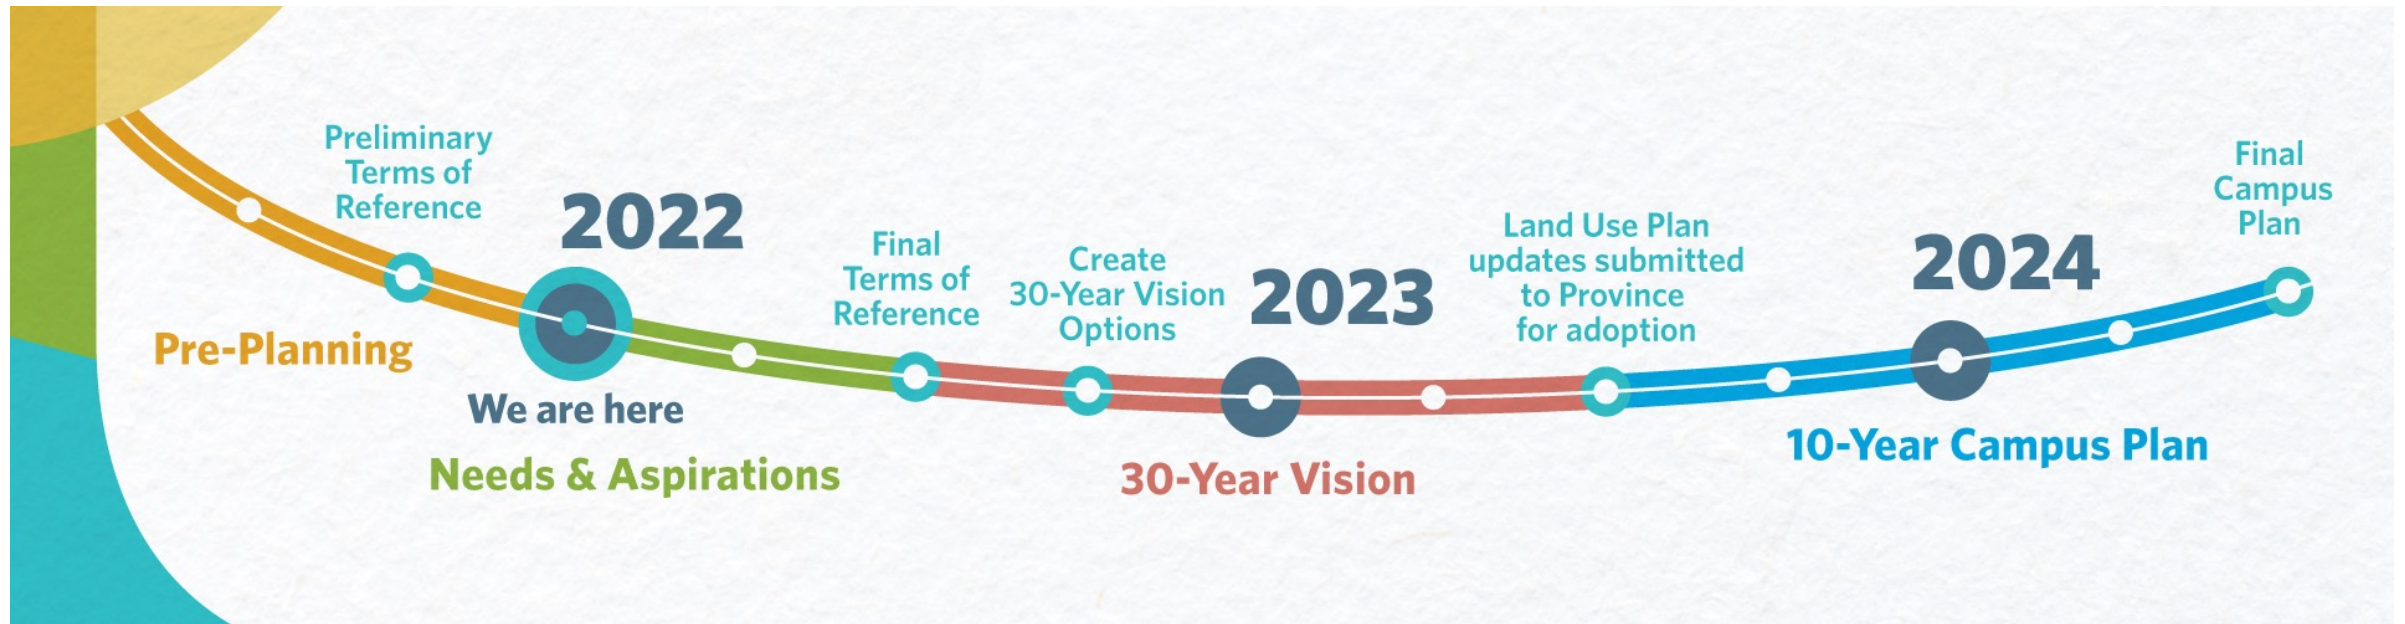 Preliminary
Terms of
Reference
2022
Pre-Planning
We are here
Needs & Aspirations
Final
Terms of
Reference
Create
30-Year Vision
Options
2023
30-Year Vision
Land Use Plan
updates submitted
to Province
for adoption
2024
10-Year Campus Plan
Final
Campus
Plan